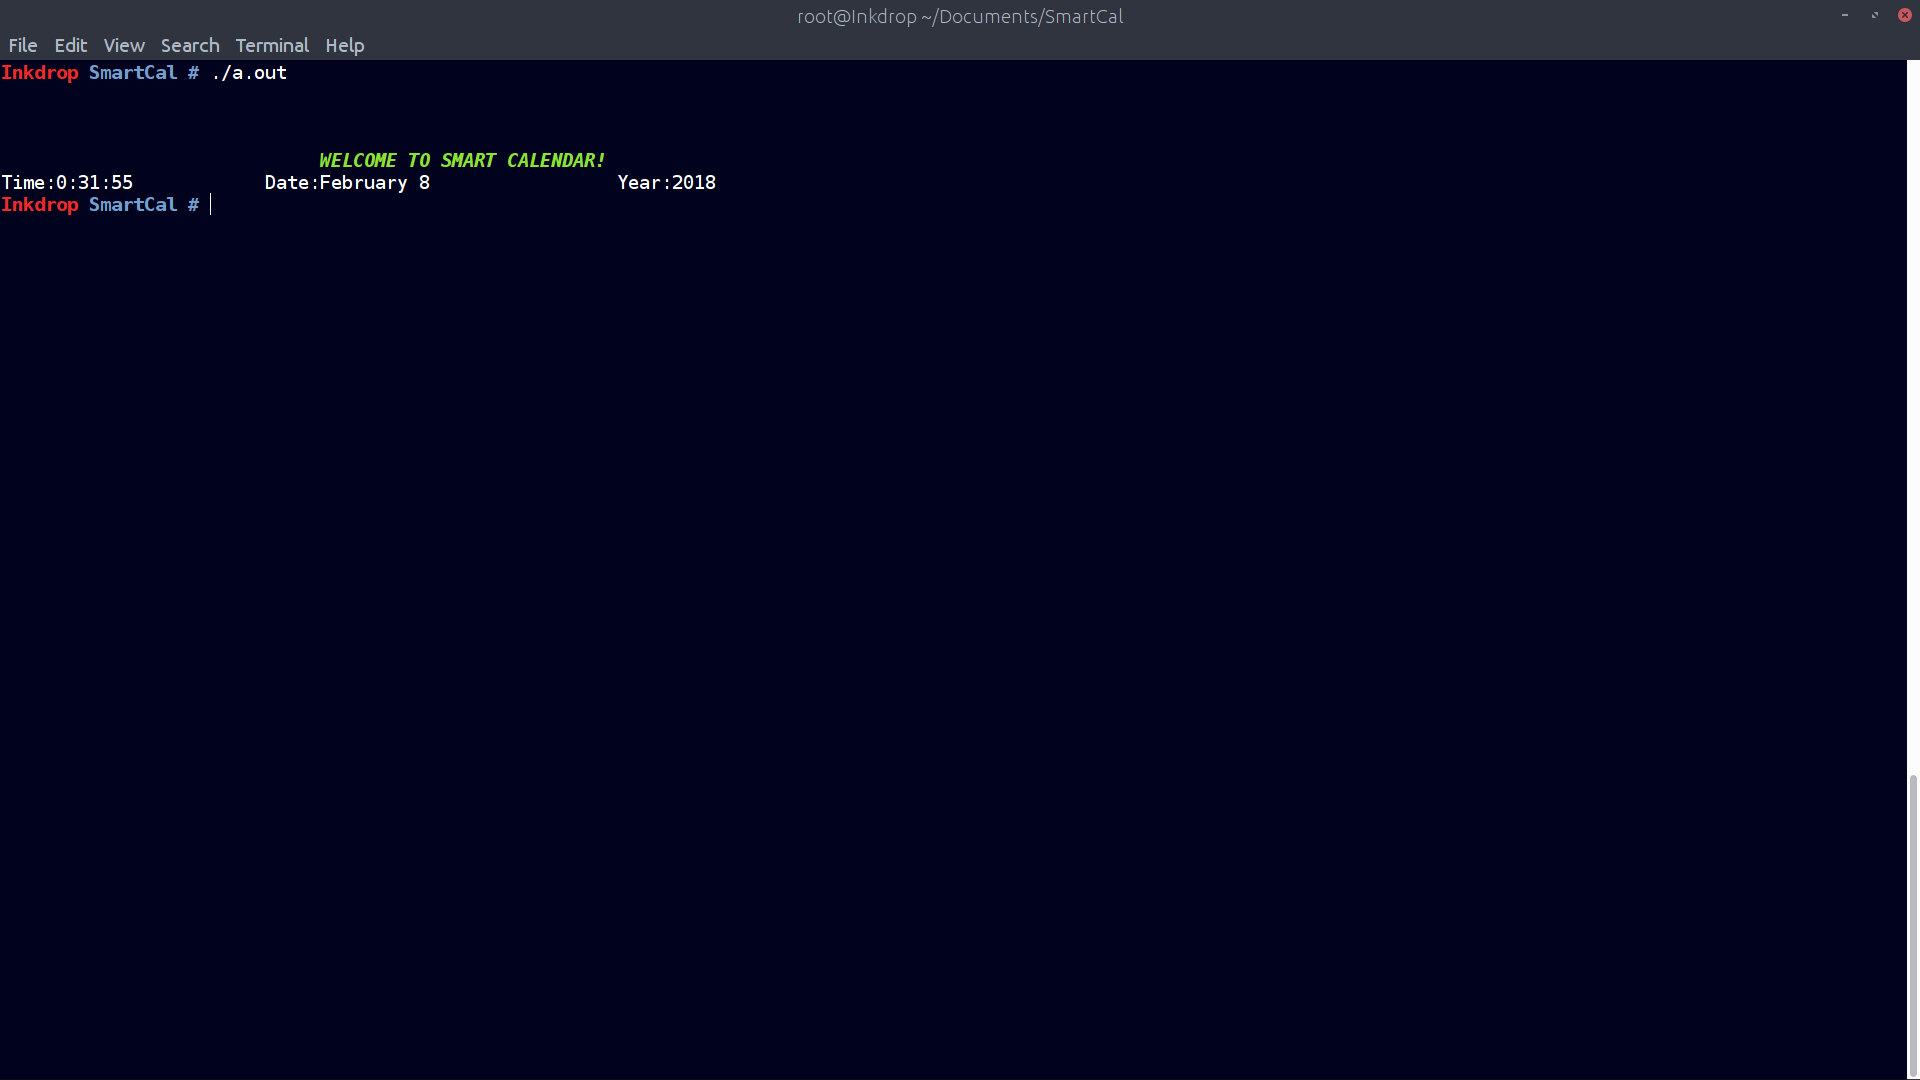 root@Inkdrop ~/Documents/SmartCal
File Edit View Search Terminal Help
Inkdrop SmartCal # ./a.out
WELCOME TO SMART CALENDAR!
Time:0:31:55 Date:February 8 Year:2018
Inkdrop SmartCal #